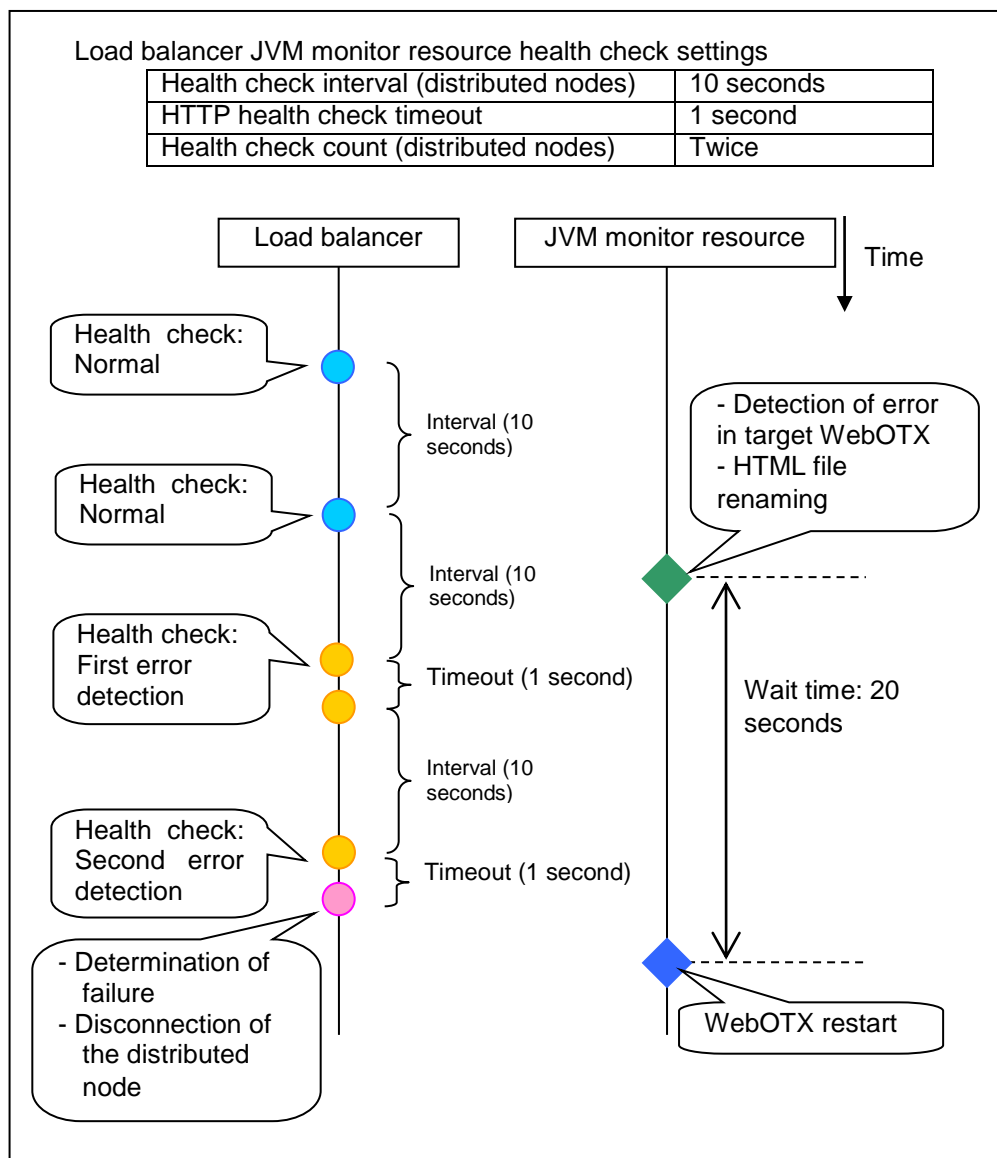 Load balancer JVM monitor resource health check settings
Health check interval (distributed nodes) 10 seconds
HTTP health check timeout 1 second
Health check count (distributed nodes) Twice
Load balancer
JVM monitor resource
Time
Health check:
Normal
Interval (10
seconds)
- Detection of error
in target WebOTX
- HTML file
renaming
Health check:
Normal
Interval (10
seconds)
Health check:
First error
detection
Timeout (1 second)
Wait time: 20
seconds
Interval (10
seconds)
Health check:
Second error
detection
Timeout (1 second)
- Determination of
failure
- Disconnection of
the distributed
node
WebOTX restart